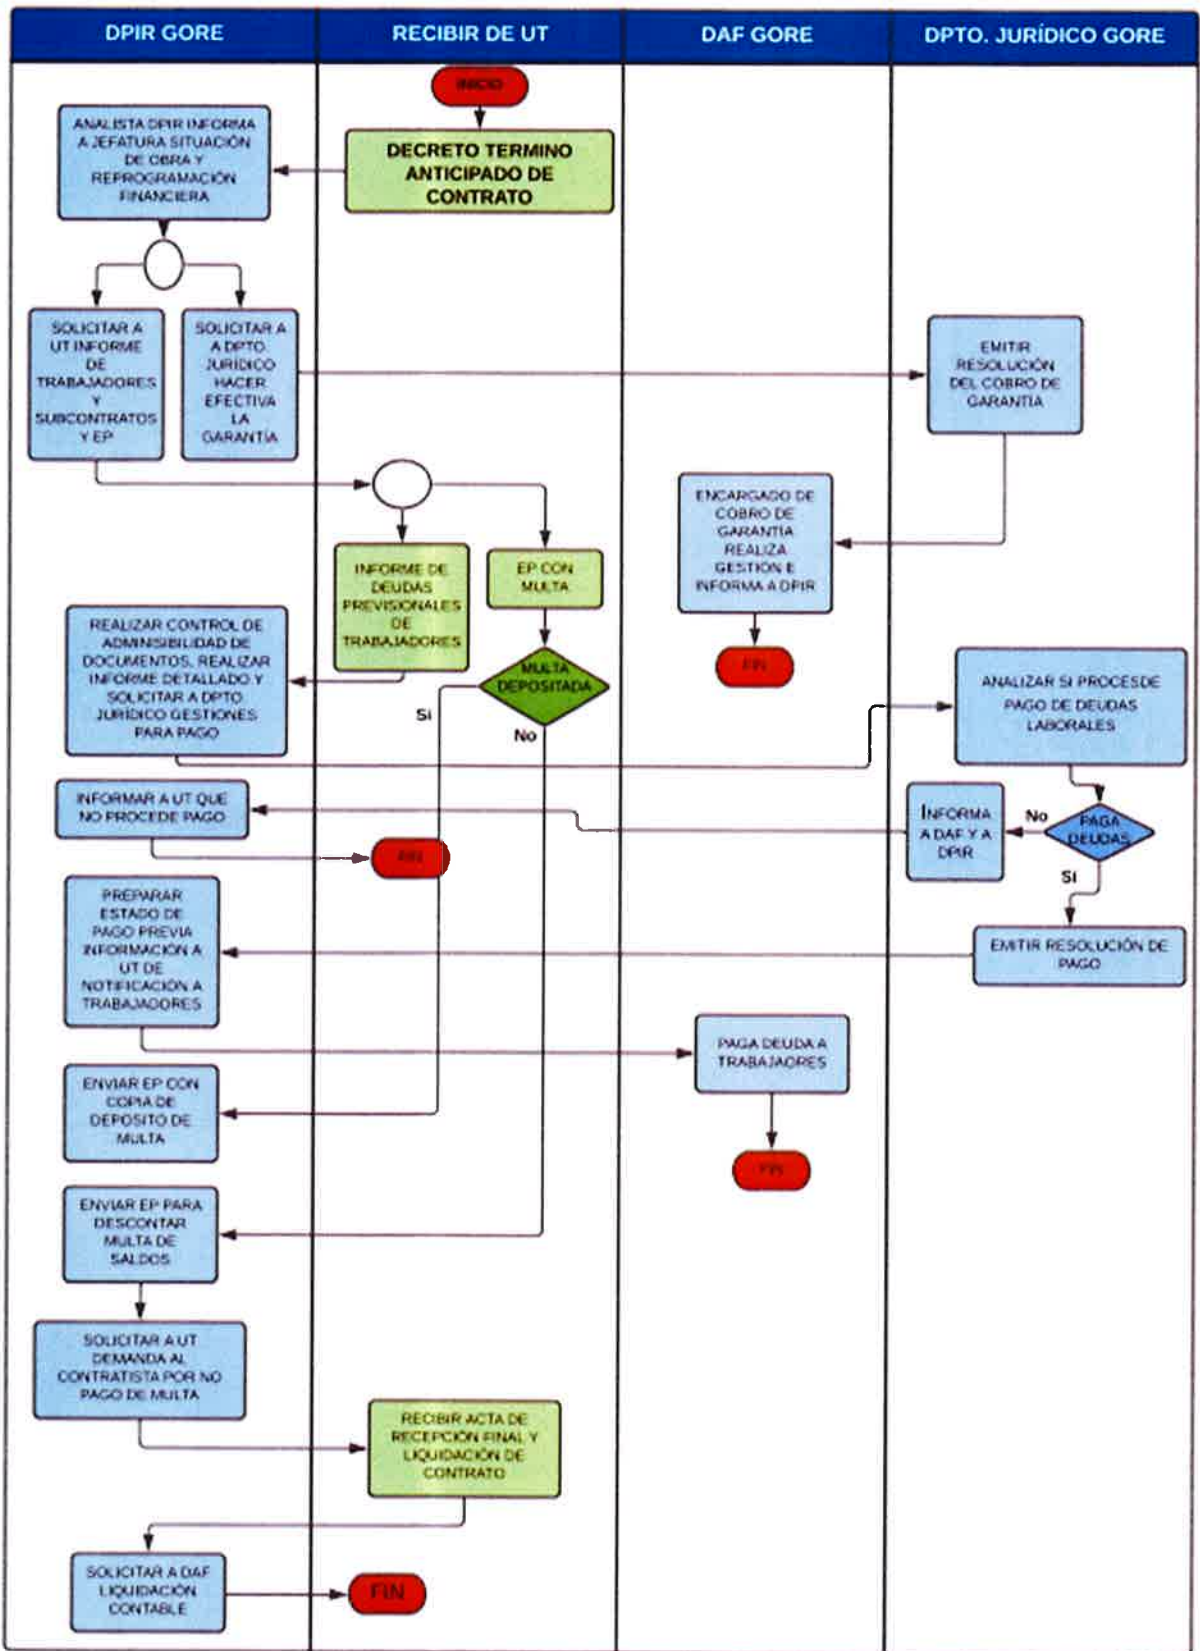 DPIR GORE
RECIBIR DE UT
DAF GORE
DPTO. JURÍDICO GORE
INICIO
DECRETO TERMINO
ANTICIPADO DE
CONTRATO
ANALISTA DPIR INFORMA
A JEFATURA SITUACIÓN
DE OBRA Y
REPROGRAMACIÓN
FINANCIERA
SOLICITAR A
UT INFORME
DE
TRABAJADORES
Y
SUBCONTRATOS
Y EP
SOLICITAR A
A DPTO.
JURÍDICO
HACER
EFECTIVA
LA
GARANTÍA
EMITIR
RESOLUCIÓN
DEL COBRO DE
GARANTIA
ENCARGADO DE
COBRO DE
GARANTIA
REALIZA
GESTION E
INFORMA A DPIR
FIN
INFORME DE
DEUDAS
PREVISIONALES
DE
TRABAJADORES
EP CON
MULTA
MULTA
DEPOSITADA
Si
No
REALIZAR CONTROL DE
ADMINISIBILIDAD DE
DOCUMENTOS, REALIZAR
INFORME DETALLADO Y
SOLICITAR A DPTO
JURÍDICO GESTIONES
PARA PAGO
ANALIZAR SI PROCESDE
PAGO DE DEUDAS
LABORALES
PAGA
DEUDAS
No
Si
INFORMA
A DAF Y A
DPIR
INFORMAR A UT QUE
NO PROCEDE PAGO
FIN
EMITIR RESOLUCIÓN DE
PAGO
PREPARAR
ESTADO DE
PAGO PREVIA
INFORMACIÓN A
UT DE
NOTIFICACIÓN A
TRABAJADORES
PAGA DEUDA A
TRABAJAORES
FIN
ENVIAR EP CON
COPIA DE
DEPOSITO DE
MULTA
ENVIAR EP PARA
DESCONTAR
MULTA DE
SALDOS
SOLICITAR A UT
DEMANDA AL
CONTRATISTA POR NO
PAGO DE MULTA
RECIBIR ACTA DE
RECEPCIÓN FINAL Y
LIQUIDACIÓN DE
CONTRATO
SOLICITAR A DAF
LIQUIDACIÓN
CONTABLE
FIN